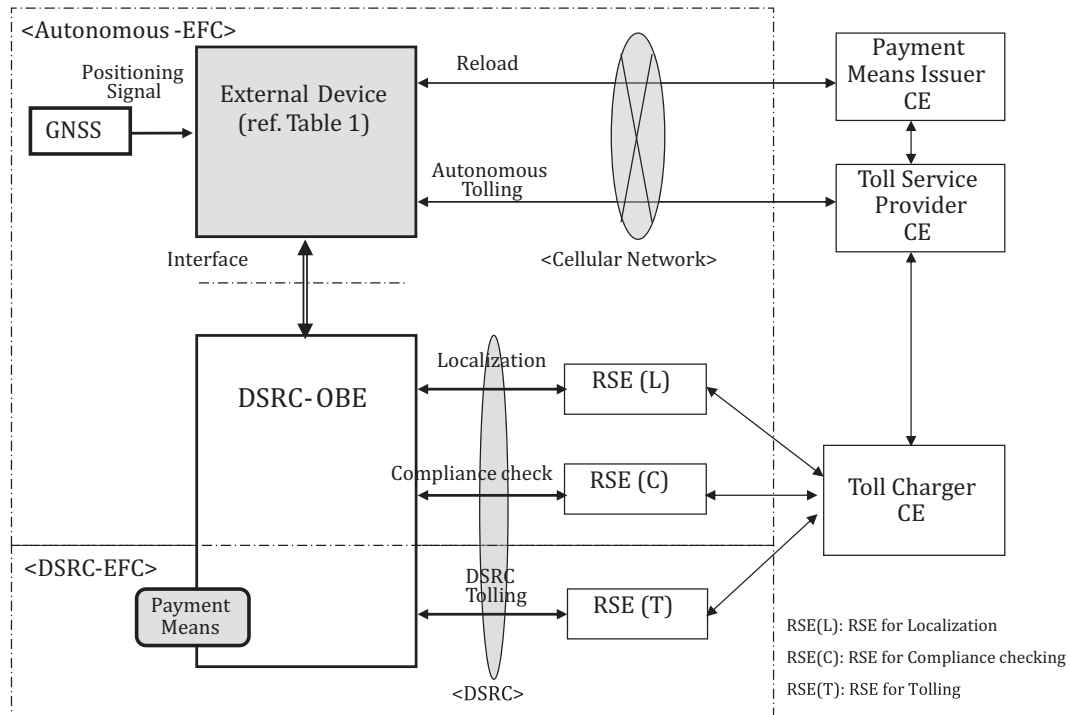 <Autonomous -EFC>
Positioning
Signal
GNSS
External Device
(ref. Table 1)
Reload
Autonomous
Tolling
<Cellular Network>
Payment
Means Issuer
CE
Toll Service
Provider
CE
Interface
DSRC-OBE
Localization
RSE (L)
Compliance check
RSE (C)
Toll Charger
CE
<DSRC-EFC>
Payment
Means
DSRC
Tolling
RSE (T)
<DSRC>
RSE(L): RSE for Localization
RSE(C): RSE for Compliance checking
RSE(T): RSE for Tolling